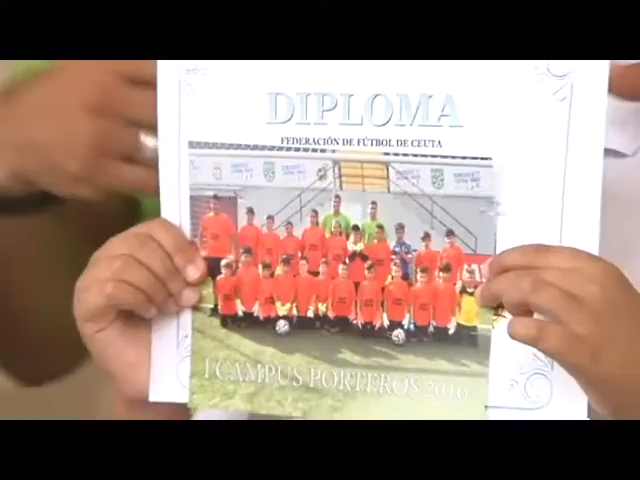 DIPLOMA
FEDERACIÓN DE FÚTBOL DE CEUTA
I CAMPUS PORTEROS 2016